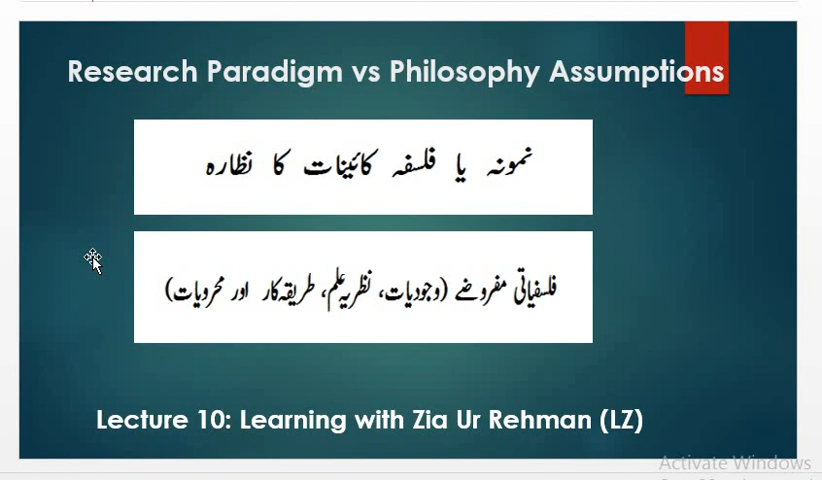 Research Paradigm vs Philosophy Assumptions
نمونہ یا فلسفہ کائینات کا نظارہ
فلسفیاتی مفروضے (وجودیات، نظریہ علم، طریقہ کار اور محرویات)
Lecture 10: Learning with Zia Ur Rehman (LZ)
Activate Windows